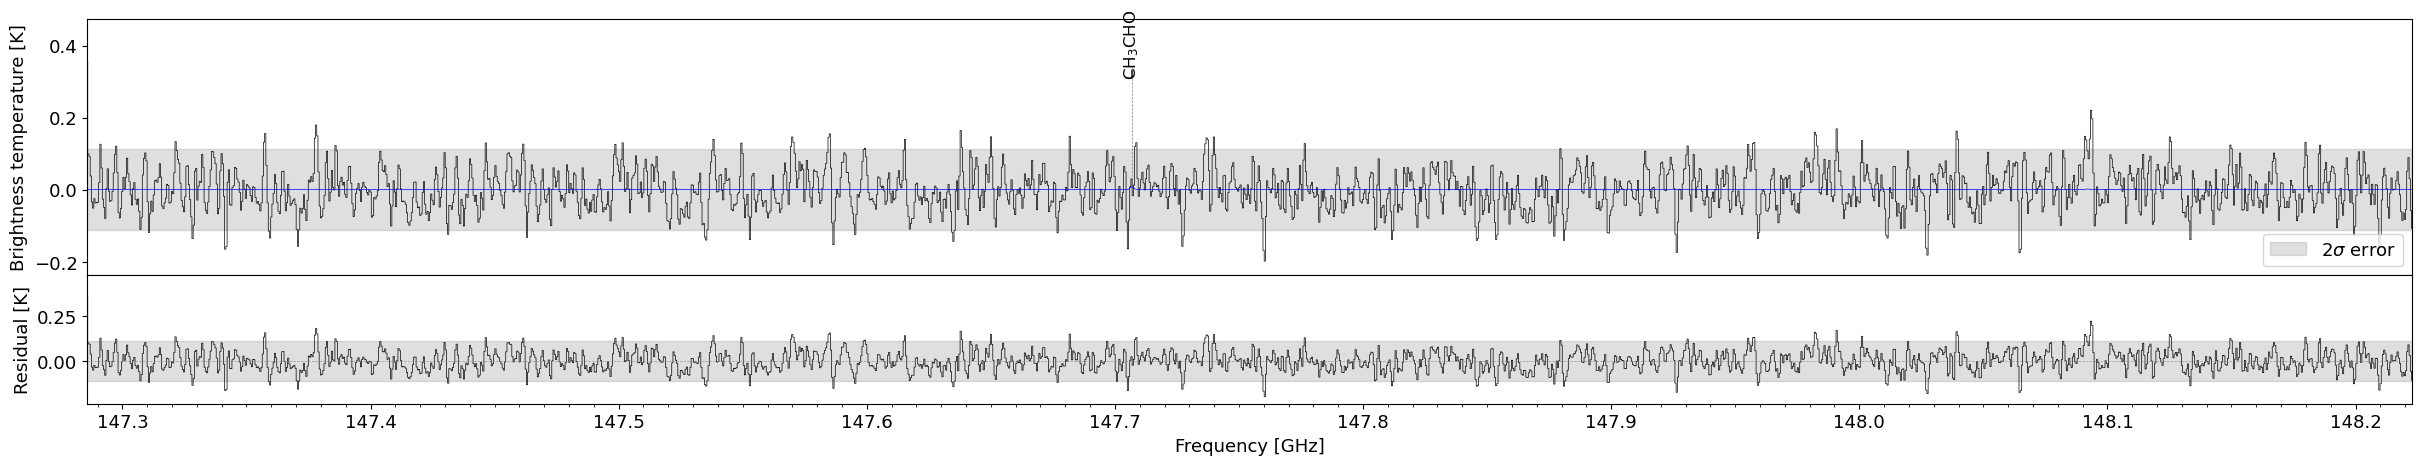 CH₃CHO
Brightness temperature [K]
0.4
0.2
0.0
−0.2
2σ error
Residual [K]
0.25
0.00
147.3 147.4 147.5 147.6 147.7 147.8 147.9 148.0 148.1 148.2
Frequency [GHz]